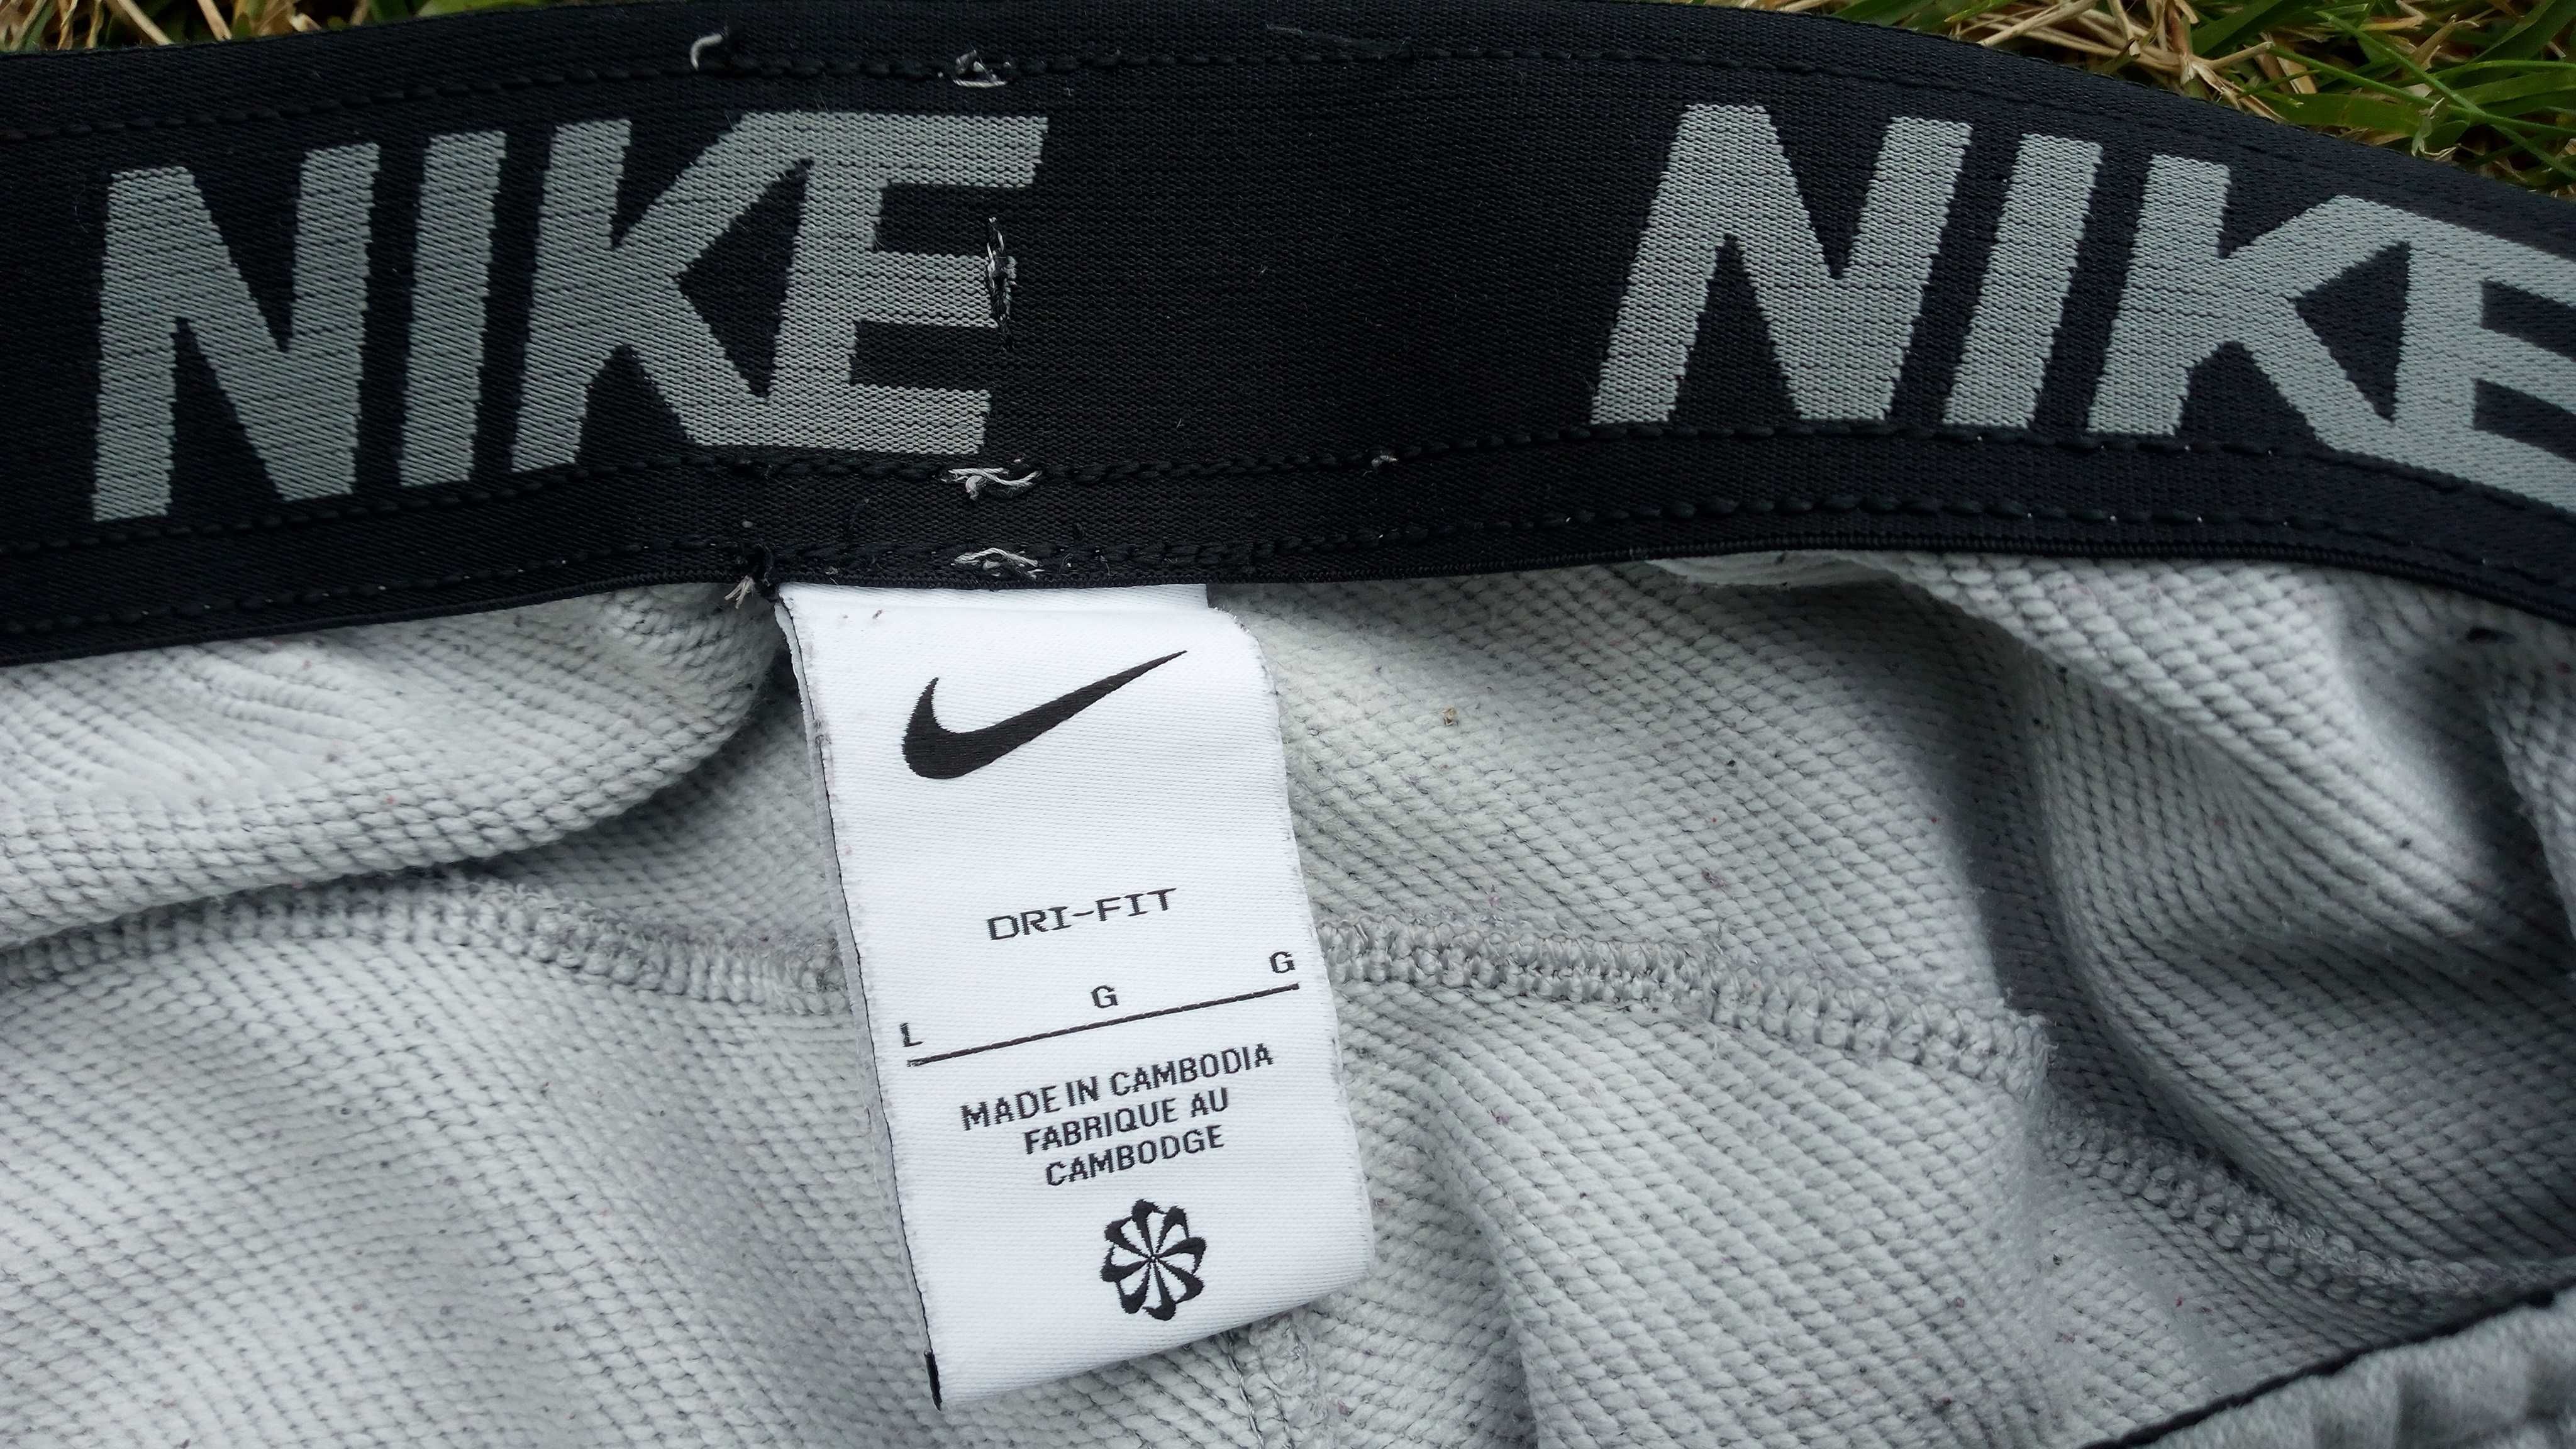 NIKE NIKE
DRI-FIT
L G G
MADE IN CAMBODIA
FABRIQUE AU
CAMBODGE